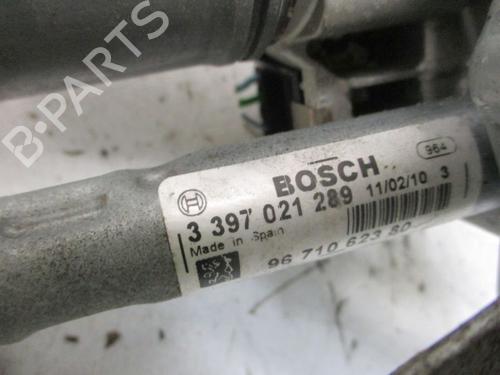 B-PARTS
964
BOSCH
3 397 021 289 11/02/10 3
Made in Spain
96 710 623 80